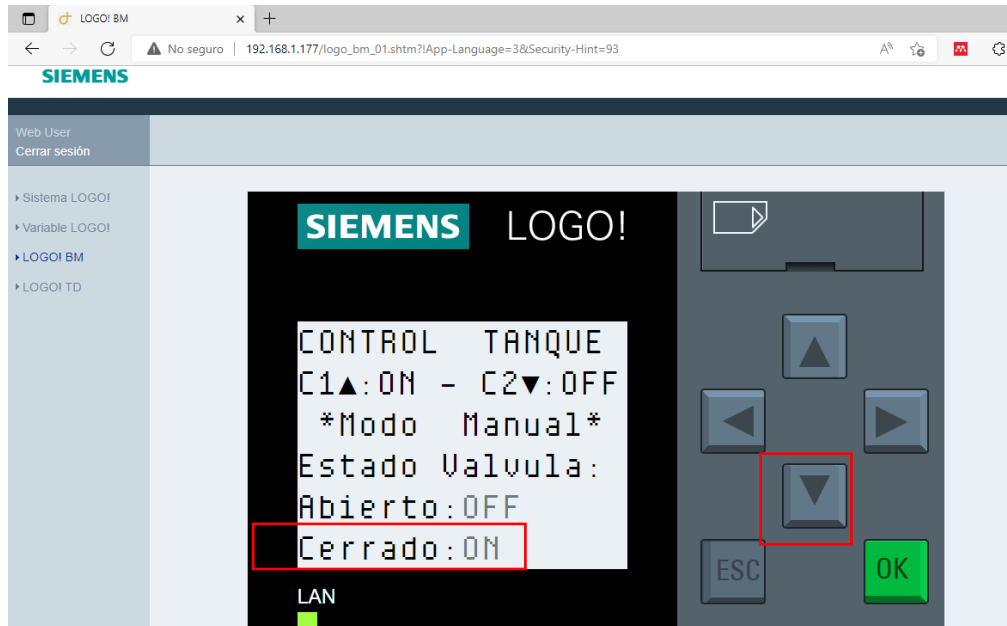 LOGO! BM
No seguro | 192.168.1.177/logo_bm_01.shtm?!App-Language=3&Security-Hint=93
SIEMENS
Web User
Cerrar sesión
Sistema LOGO!
Variable LOGO!
LOGO! BM
LOGO! TD
SIEMENS LOGO!
CONTROL TANQUE
C1▲:ON - C2▼:OFF
*Modo Manual*
Estado Valvula:
Abierto:OFF
Cerrado:ON
LAN
ESC
OK